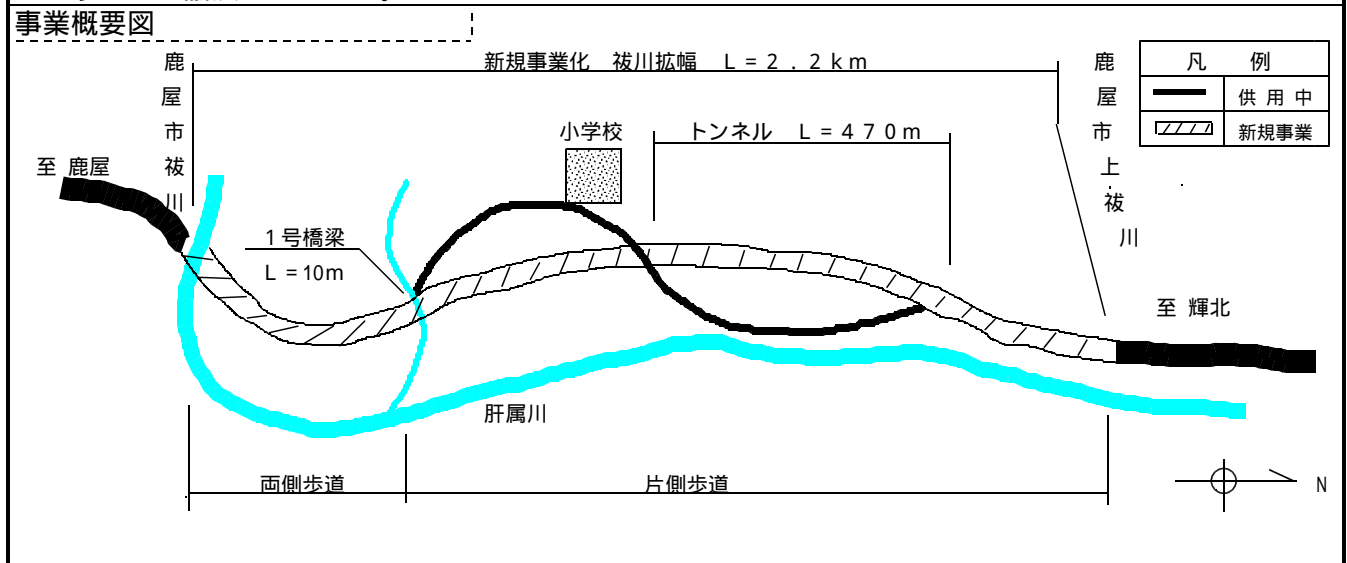 事業概要図
新規事業化　祓川拡幅　Ｌ＝２．２ｋｍ
鹿屋市祓川
鹿屋市上祓川
凡　例
供用中
新規事業
小学校
トンネル　Ｌ＝４７０ｍ
至 鹿屋
１号橋梁
Ｌ＝10ｍ
至 輝北
肝属川
両側歩道
片側歩道
Ｎ